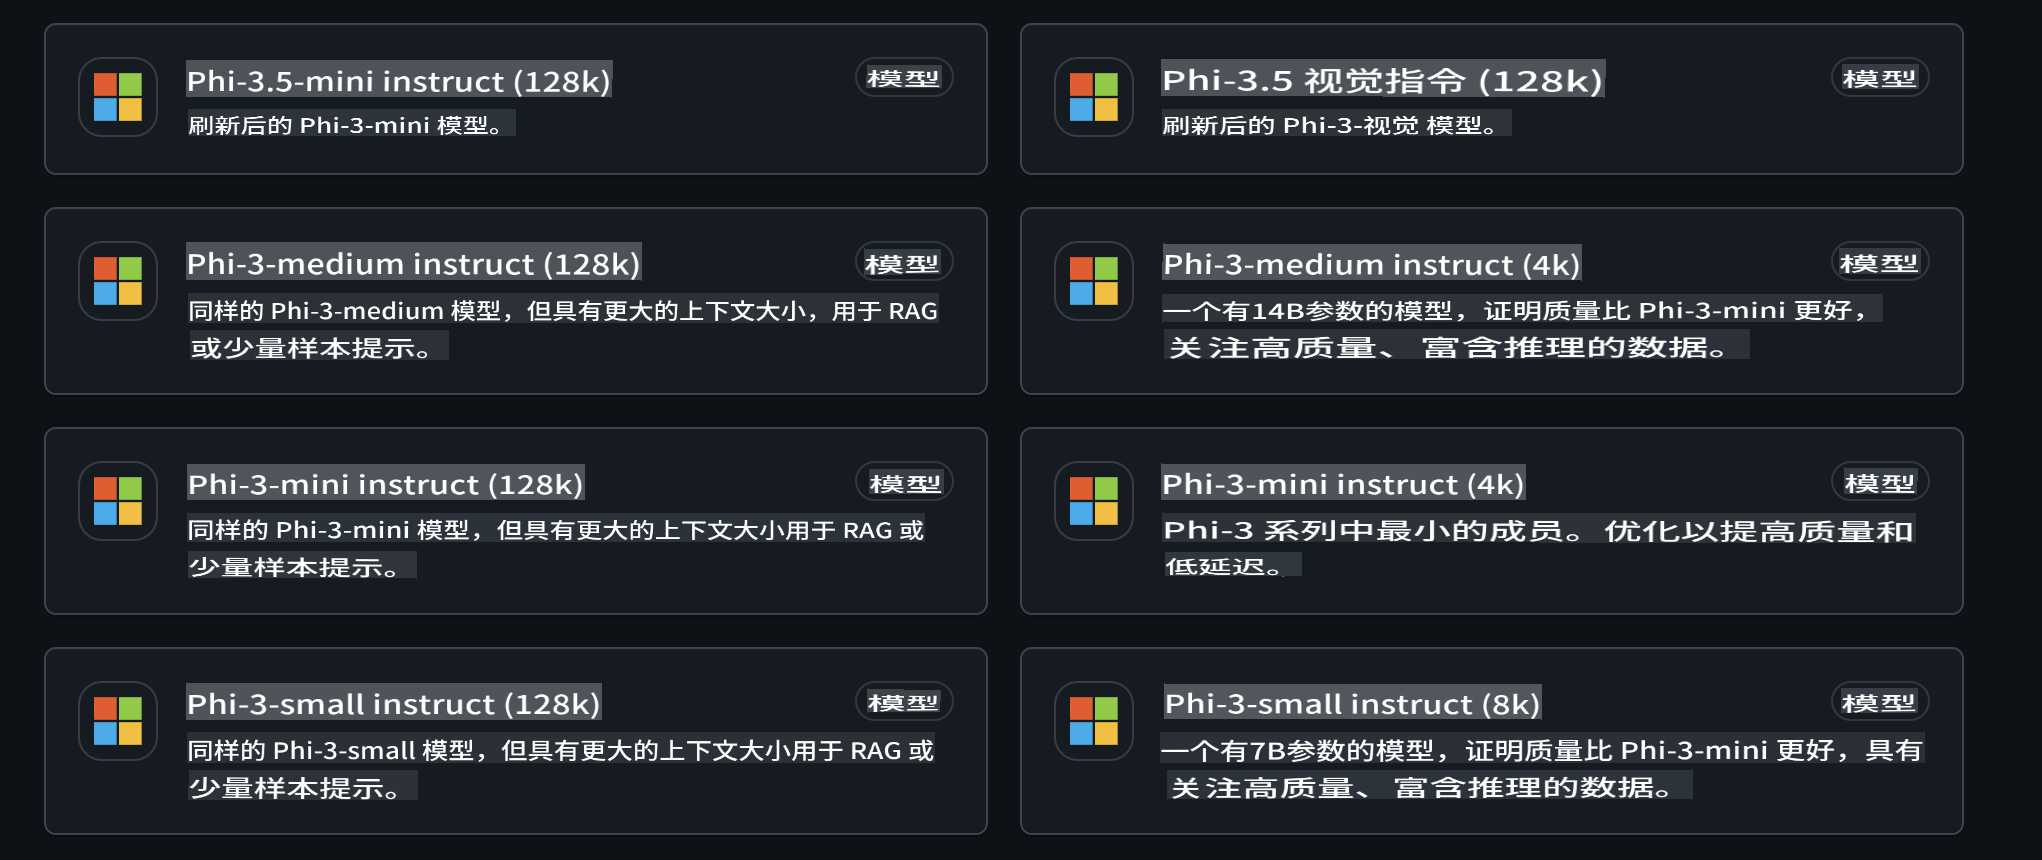 Phi-3.5-mini instruct (128k)
模型
刷新后的 Phi-3-mini 模型。
Phi-3.5 视觉指令 (128k)
模型
刷新后的 Phi-3-视觉 模型。
Phi-3-medium instruct (128k)
模型
同样的 Phi-3-medium 模型，但具有更大的上下文大小，用于 RAG
或少量样本提示。
Phi-3-medium instruct (4k)
模型
一个有14B参数的模型，证明质量比 Phi-3-mini 更好，
关注高质量、富含推理的数据。
Phi-3-mini instruct (128k)
模型
同样的 Phi-3-mini 模型，但具有更大的上下文大小用于 RAG 或
少量样本提示。
Phi-3-mini instruct (4k)
模型
Phi-3 系列中最小的成员。优化以提高质量和
低延迟。
Phi-3-small instruct (128k)
模型
同样的 Phi-3-small 模型，但具有更大的上下文大小用于 RAG 或
少量样本提示。
Phi-3-small instruct (8k)
模型
一个有7B参数的模型，证明质量比 Phi-3-mini 更好，具有
关注高质量、富含推理的数据。